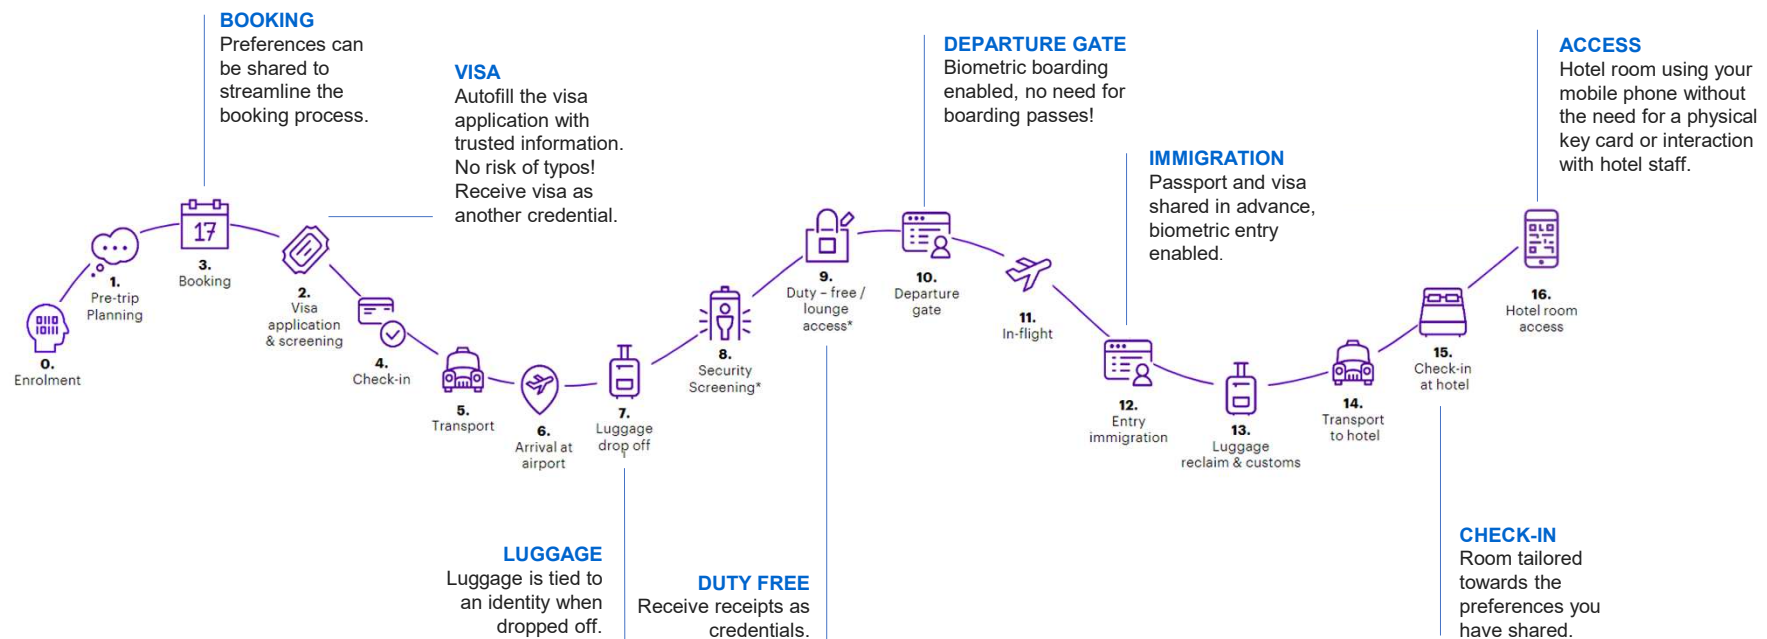 BOOKING
Preferences can
be shared to
streamline the
booking process.
VISA
Autofill the visa
application with
trusted information.
No risk of typos!
Receive visa as
another credential.
DEPARTURE GATE
Biometric boarding
enabled, no need for
boarding passes!
IMMIGRATION
Passport and visa
shared in advance,
biometric entry
enabled.
ACCESS
Hotel room using your
mobile phone without
the need for a physical
key card or interaction
with hotel staff.
0.
Enrolment
1.
Pre-trip
Planning
17
3.
Booking
2.
Visa
application
& screening
4.
Check-in
5.
Transport
6.
Arrival at
airport
7.
Luggage
drop off
8.
Security
Screening*
9.
Duty – free /
lounge
access*
10.
Departure
gate
11.
In-flight
12.
Entry
immigration
13.
Luggage
reclaim & customs
14.
Transport
to hotel
15.
Check-in
at hotel
16.
Hotel room
access
LUGGAGE
Luggage is tied to
an identity when
dropped off.
DUTY FREE
Receive receipts as
credentials.
CHECK-IN
Room tailored
towards the
preferences you
have shared.